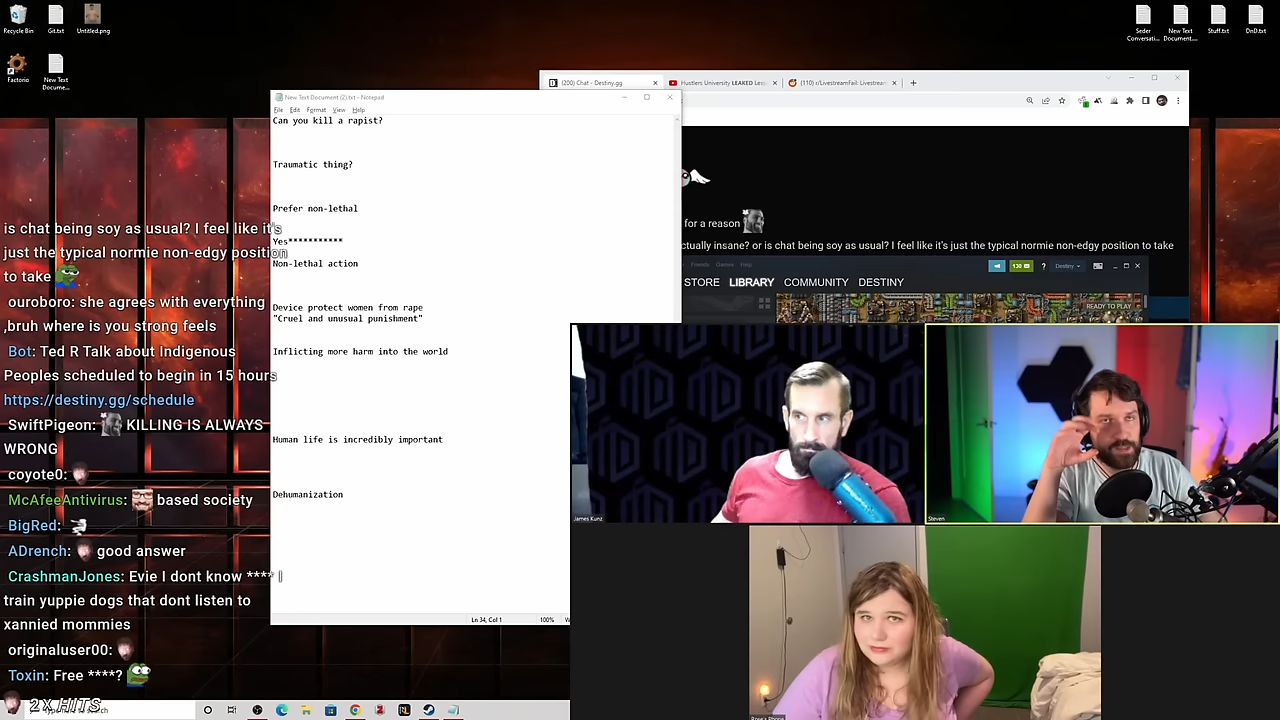 Recycle Bin
Git.txt
Untitled.png
Factorio
New Text
Docume...
Seder
Conversati...
New Text
Document....
Stuff.txt
DnD.txt
(200) Chat - Destiny.gg
Hustlers University LEAKED Les
(110) r/LivestreamFail: Livestrea
New Text Document (2).txt - Notepad
File Edit Format View Help
Can you kill a rapist?
Traumatic thing?
Prefer non-lethal
Yes***********
Non-lethal action
Device protect women from rape
"Cruel and unusual punishment"
Inflicting more harm into the world
Human life is incredibly important
Dehumanization
Ln 34, Col 1
100%
for a reason
ctually insane? or is chat being soy as usual? I feel like it's just the typical normie non-edgy position to take
Friends Games Help
138
?
Destiny
STORE LIBRARY COMMUNITY DESTINY
READY TO PLAY
is chat being soy as usual? I feel like it's
just the typical normie non-edgy position
to take
ouroboro: she agrees with everything
,bruh where is you strong feels
Bot: Ted R Talk about Indigenous
Peoples scheduled to begin in 15 hours
https://destiny.gg/schedule
SwiftPigeon: KILLING IS ALWAYS
WRONG
coyote0:
McAfeeAntivirus: based society
BigRed:
ADrench: good answer
CrashmanJones: Evie I dont know **** I
train yuppie dogs that dont listen to
xannied mommies
originaluser00:
Toxin: Free ****?
2X HITS
James Kunz
Steven
Rose's Phone